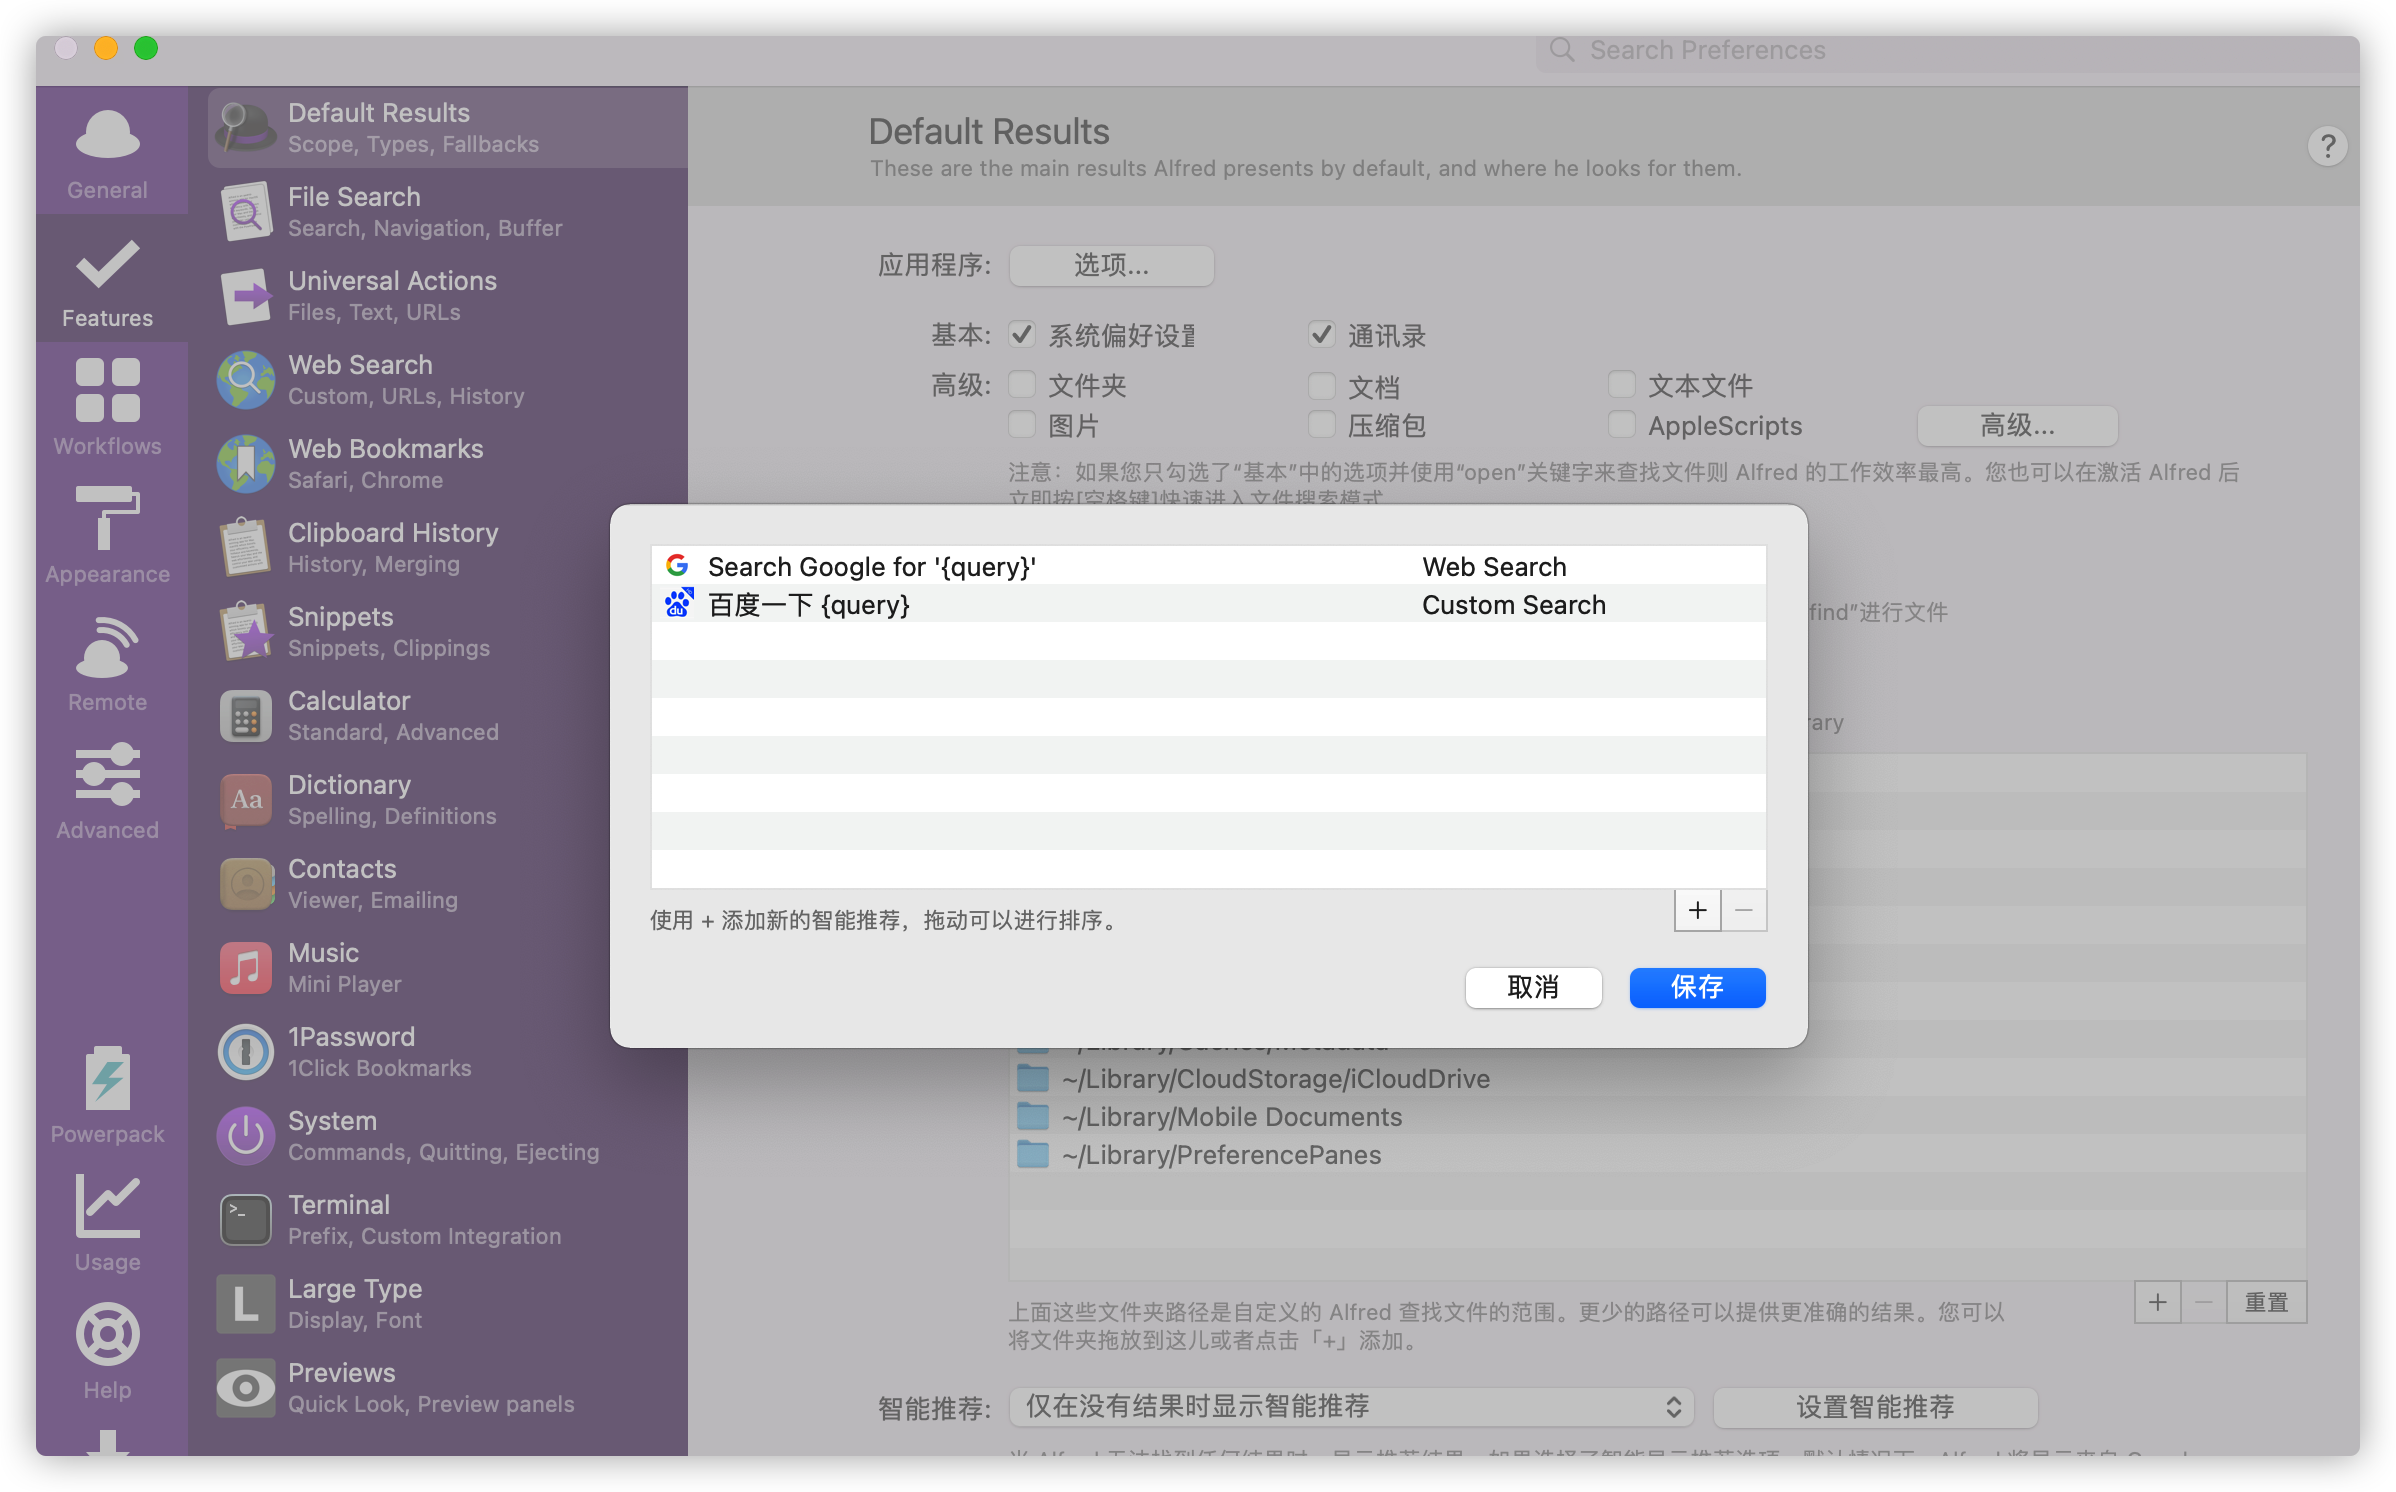 Search Preferences
General
Features
Workflows
Appearance
Remote
Advanced
Powerpack
Usage
Help
Default Results
Scope, Types, Fallbacks
File Search
Search, Navigation, Buffer
Universal Actions
Files, Text, URLs
Web Search
Custom, URLs, History
Web Bookmarks
Safari, Chrome
Clipboard History
History, Merging
Snippets
Snippets, Clippings
Calculator
Standard, Advanced
Aa
Dictionary
Spelling, Definitions
Contacts
Viewer, Emailing
Music
Mini Player
1Password
1Click Bookmarks
System
Commands, Quitting, Ejecting
>_
Terminal
Prefix, Custom Integration
L
Large Type
Display, Font
Previews
Quick Look, Preview panels
Default Results
These are the main results Alfred presents by default, and where he looks for them.
?
应用程序: 选项...
基本: 系统偏好设置 通讯录
高级: 文件夹 文档 文本文件
图片 压缩包 AppleScripts 高级...
注意：如果您只勾选了“基本”中的选项并使用“open”关键字来查找文件则 Alfred 的工作效率最高。您也可以在激活 Alfred 后
立即按[空格键]快速进入文件搜索模式
find”进行文件
rary
G Search Google for '{query}' Web Search
du 百度一下 {query} Custom Search
使用 + 添加新的智能推荐，拖动可以进行排序。
+ −
取消 保存
~/Library/Caches/Metadata
~/Library/CloudStorage/iCloudDrive
~/Library/Mobile Documents
~/Library/PreferencePanes
+ − 重置
上面这些文件夹路径是自定义的 Alfred 查找文件的范围。更少的路径可以提供更准确的结果。您可以
将文件夹拖放到这儿或者点击「+」添加。
智能推荐: 仅在没有结果时显示智能推荐 设置智能推荐